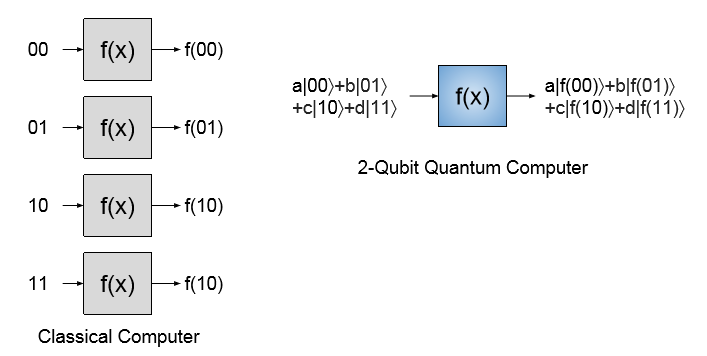 00 f(x) f(00)
01 f(x) f(01)
10 f(x) f(10)
11 f(x) f(10)
Classical Computer
a|00⟩+b|01⟩
+c|10⟩+d|11⟩
f(x)
a|f(00)⟩+b|f(01)⟩
+c|f(10)⟩+d|f(11)⟩
2-Qubit Quantum Computer